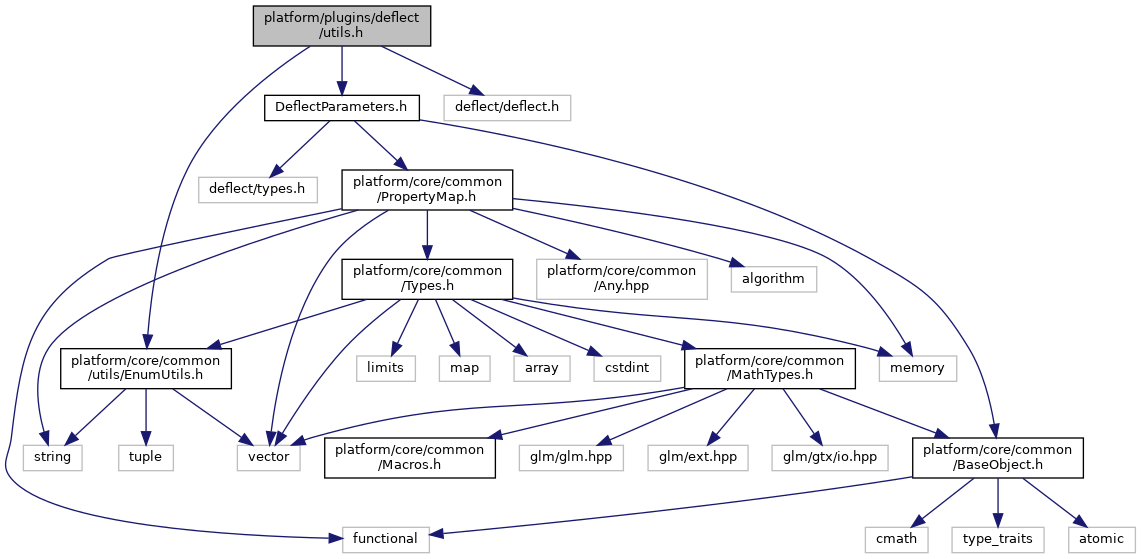 platform/plugins/deflect
/utils.h
DeflectParameters.h
deflect/deflect.h
deflect/types.h
platform/core/common
/PropertyMap.h
platform/core/common
/Types.h
platform/core/common
/Any.hpp
algorithm
platform/core/common
/utils/EnumUtils.h
limits
map
array
cstdint
platform/core/common
/MathTypes.h
memory
string
tuple
vector
platform/core/common
/Macros.h
glm/glm.hpp
glm/ext.hpp
glm/gtx/io.hpp
platform/core/common
/BaseObject.h
functional
cmath
type_traits
atomic